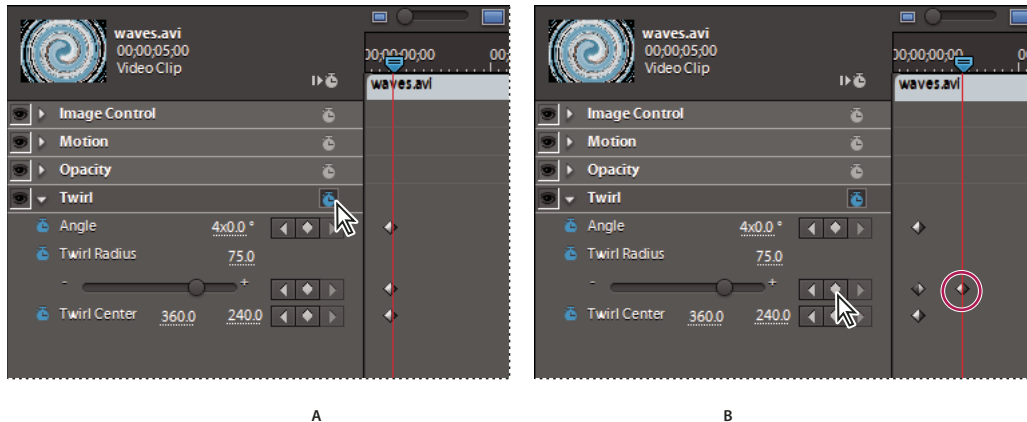 waves.avi
00;00;05;00
Video Clip
00;00;00;00 00;
waves.avi
Image Control
Motion
Opacity
Twirl
Angle 4x0.0 °
Twirl Radius 75.0
- +
Twirl Center 360.0 240.0
A
waves.avi
00;00;05;00
Video Clip
00;00;00;00 0
waves.avi
Image Control
Motion
Opacity
Twirl
Angle 4x0.0 °
Twirl Radius 75.0
- +
Twirl Center 360.0 240.0
B